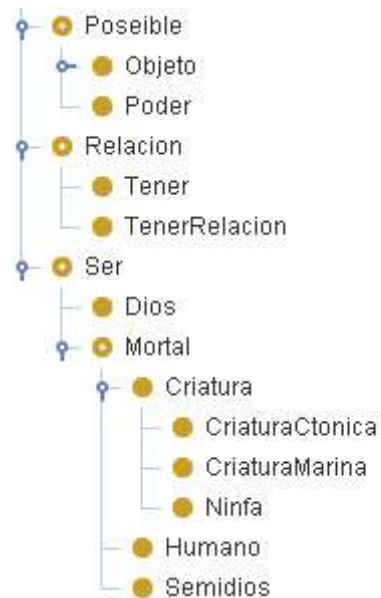 Poseible
Objeto
Poder
Relacion
Tener
TenerRelacion
Ser
Dios
Mortal
Criatura
CriaturaCtonica
CriaturaMarina
Ninfa
Humano
Semidios